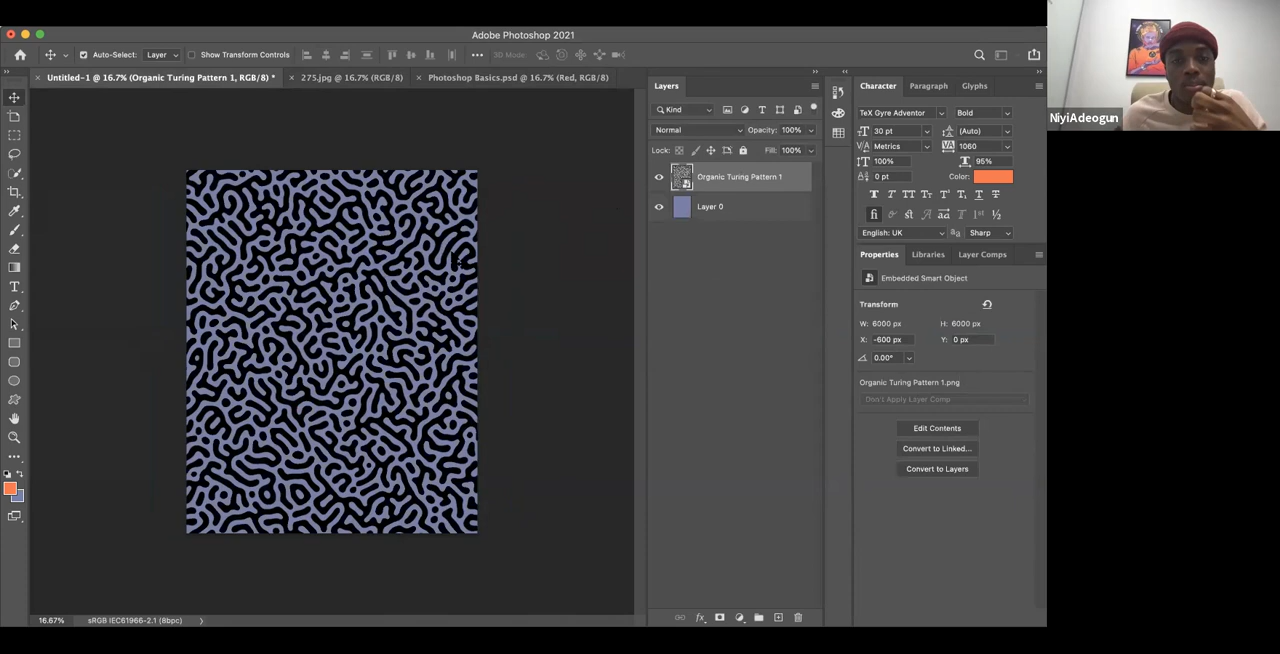 Adobe Photoshop 2021
Auto-Select: Layer Show Transform Controls 3D Mode
Untitled-1 @ 16.7% (Organic Turing Pattern 1, RGB/8) * 275.jpg @ 16.7% (RGB/8) Photoshop Basics.psd @ 16.7% (Red, RGB/8)
Layers
Kind
Normal Opacity: 100%
Lock: Fill: 100%
Organic Turing Pattern 1
Layer 0
Character Paragraph Glyphs
TeX Gyre Adventor Bold
30 pt (Auto)
Metrics 1060
100% 95%
0 pt Color:
English: UK Sharp
Properties Libraries Layer Comps
Embedded Smart Object
Transform
W: 6000 px H: 6000 px
X: -600 px Y: 0 px
0.00°
Organic Turing Pattern 1.png
Don't Apply Layer Comp
Edit Contents
Convert to Linked...
Convert to Layers
16.67% sRGB IEC61966-2.1 (8bpc)
NiyiAdeogun